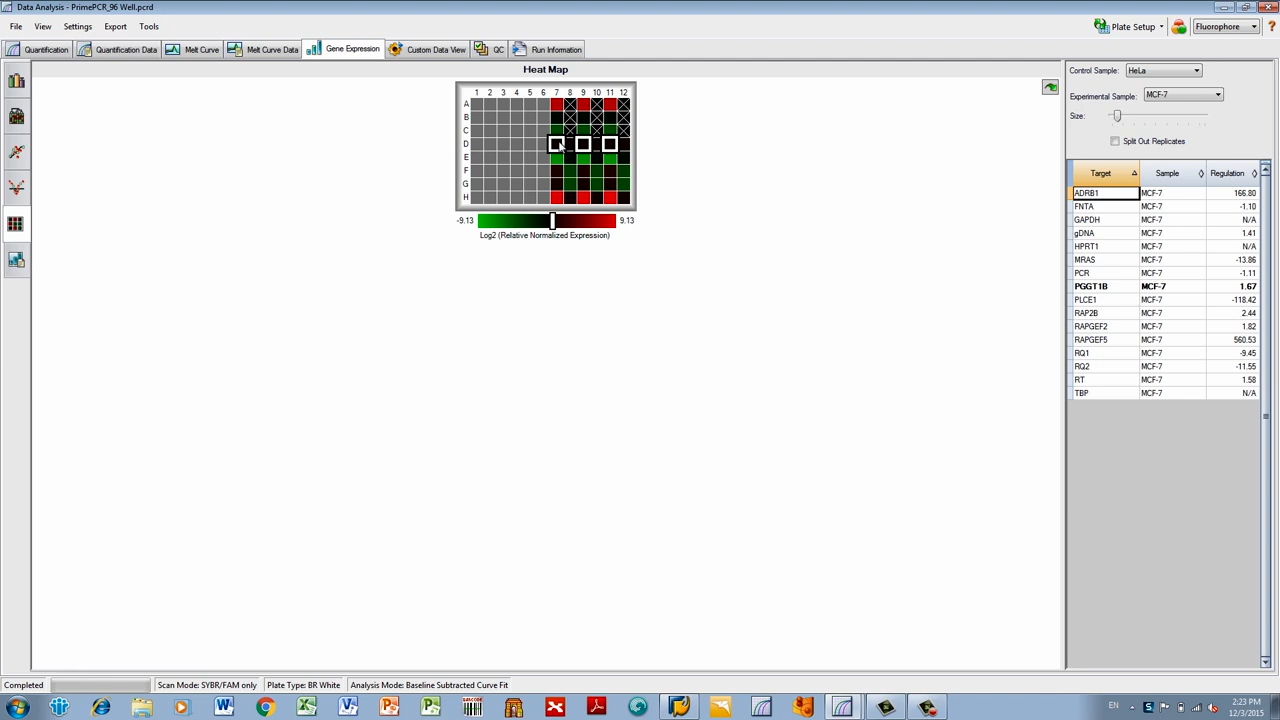 Data Analysis - PrimePCR_96 Well.pcrd
File View Settings Export Tools
Plate Setup Fluorophore ?
Quantification Quantification Data Melt Curve Melt Curve Data Gene Expression Custom Data View QC Run Information
Heat Map
1 2 3 4 5 6 7 8 9 10 11 12
A
B
C
D
E
F
G
H
-9.13 9.13
Log2 (Relative Normalized Expression)
Control Sample: HeLa
Experimental Sample: MCF-7
Size:
Split Out Replicates
Target Sample Regulation
ADRB1 MCF-7 166.80
FNTA MCF-7 -1.10
GAPDH MCF-7 N/A
gDNA MCF-7 1.41
HPRT1 MCF-7 N/A
MRAS MCF-7 -13.86
PCR MCF-7 -1.11
PGGT1B MCF-7 1.67
PLCE1 MCF-7 -118.42
RAP2B MCF-7 2.44
RAPGEF2 MCF-7 1.82
RAPGEF5 MCF-7 560.53
RQ1 MCF-7 -9.45
RQ2 MCF-7 -11.55
RT MCF-7 1.58
TBP MCF-7 N/A
Completed Scan Mode: SYBR/FAM only Plate Type: BR White Analysis Mode: Baseline Subtracted Curve Fit
EN 2:23 PM
12/3/2015